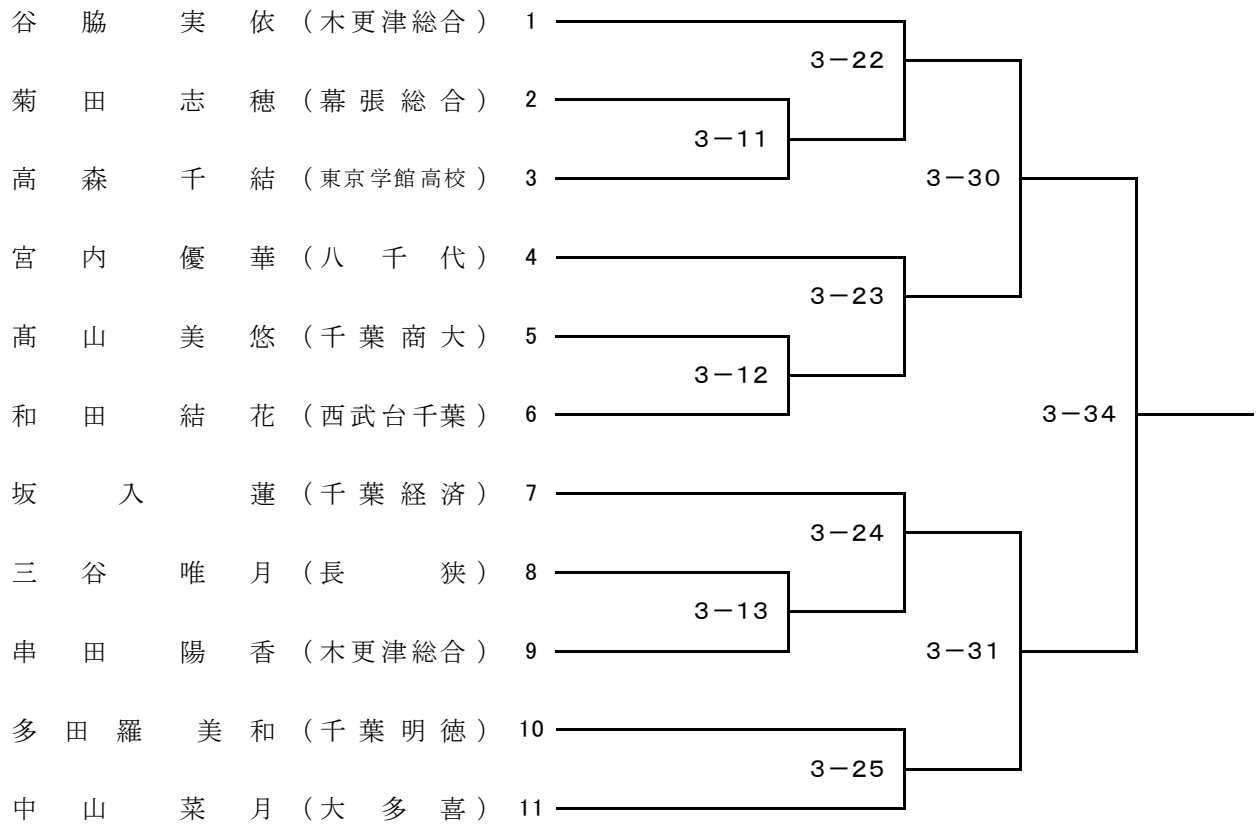 谷脇 実依（木更津総合） 1
3－22
菊田 志穂（幕張総合） 2
3－11
高森 千結（東京学館高校） 3
3－30
宮内 優華（八千代） 4
3－23
髙山 美悠（千葉商大） 5
3－12
和田 結花（西武台千葉） 6
3－34
坂入 蓮（千葉経済） 7
3－24
三谷 唯月（長狭） 8
3－13
串田 陽香（木更津総合） 9
3－31
多田羅 美和（千葉明徳） 10
3－25
中山 菜月（大多喜） 11